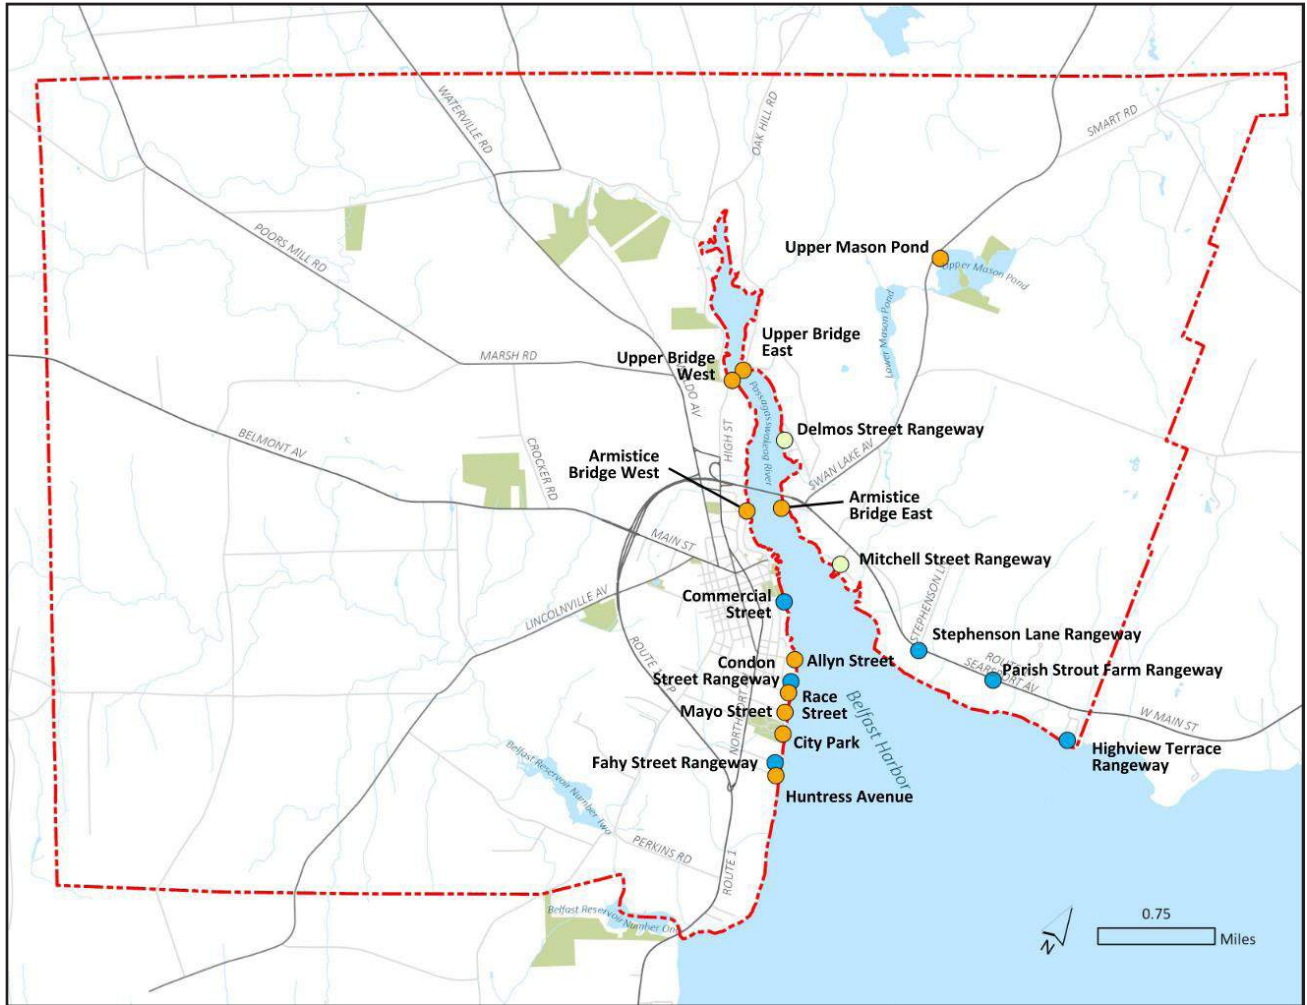 OAK HILL RD
WATERVILLE RD
SMART RD
POORS MILL RD
Upper Mason Pond
Upper Mason Pond
Lower Mason Pond
Upper Bridge
East
Upper Bridge
West
MARSH RD
Passagassawakeag River
Delmos Street Rangeway
BELMONT AV
CROCKER RD
HIGH ST
SWAN LAKE AV
Armistice
Bridge West
Armistice
Bridge East
MAIN ST
Mitchell Street Rangeway
LINCOLNVILLE AV
Commercial
Street
STEPHENSON LN
Stephenson Lane Rangeway
Allyn Street
Condon
Street Rangeway
Parish Strout Farm Rangeway
SEARSPORT AV
Race
Street
Mayo Street
W MAIN ST
Belfast Harbor
City Park
Highview Terrace
Rangeway
Fahy Street Rangeway
Huntress Avenue
Belfast Reservoir Number Two
PERKINS RD
ROUTE 1
Belfast Reservoir Number One
N
0.75
Miles